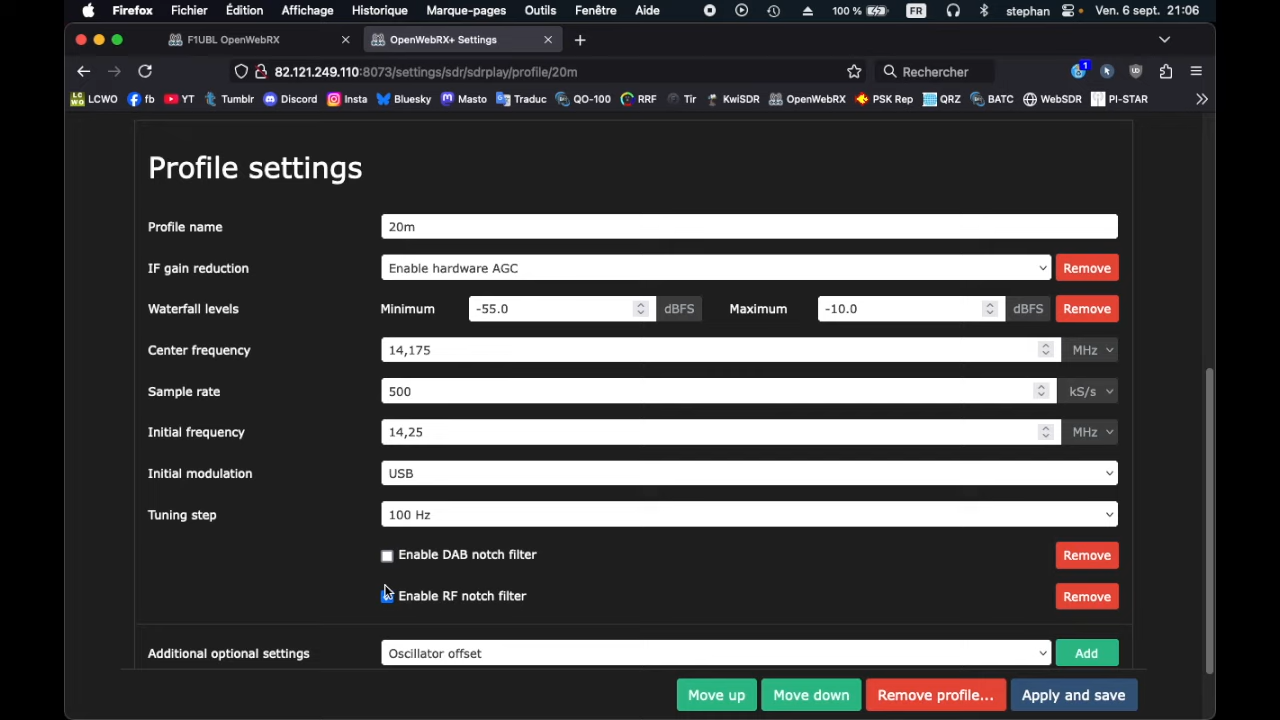 Firefox Fichier Édition Affichage Historique Marque-pages Outils Fenêtre Aide 100 % FR stephan Ven. 6 sept. 21:06
F1UBL OpenWebRX OpenWebRX+ Settings
82.121.249.110:8073/settings/sdr/sdrplay/profile/20m Rechercher 1
LCWO fb YT Tumblr Discord Insta Bluesky Masto Traduc QO-100 RRF Tir KwiSDR OpenWebRX PSK Rep QRZ BATC WebSDR PI-STAR
Profile settings
Profile name 20m
IF gain reduction Enable hardware AGC Remove
Waterfall levels Minimum -55.0 dBFS Maximum -10.0 dBFS Remove
Center frequency 14,175 MHz
Sample rate 500 kS/s
Initial frequency 14,25 MHz
Initial modulation USB
Tuning step 100 Hz
Enable DAB notch filter Remove
Enable RF notch filter Remove
Additional optional settings Oscillator offset Add
Move up Move down Remove profile... Apply and save